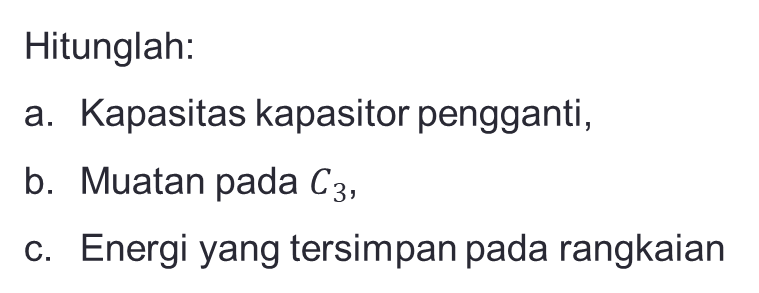 Hitunglah:
a. Kapasitas kapasitor pengganti,
b. Muatan pada C₃,
c. Energi yang tersimpan pada rangkaian